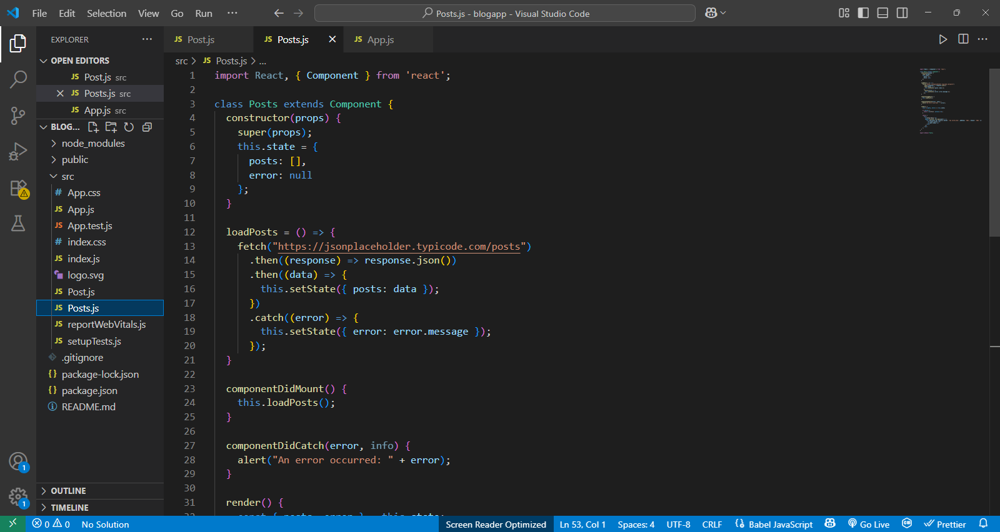 File Edit Selection View Go Run ··· Posts.js - blogapp - Visual Studio Code
EXPLORER ···
OPEN EDITORS
JS Post.js src
JS Posts.js src
JS App.js src
BLOG...
node_modules
public
src
# App.css
JS App.js
JS App.test.js
# index.css
JS index.js
logo.svg
JS Post.js
JS Posts.js
JS reportWebVitals.js
JS setupTests.js
.gitignore
{} package-lock.json
{} package.json
README.md
OUTLINE
TIMELINE
1
1
JS Post.js JS Posts.js JS App.js
src > JS Posts.js > ...
1 import React, { Component } from 'react';
2
3 class Posts extends Component {
4 constructor(props) {
5 super(props);
6 this.state = {
7 posts: [],
8 error: null
9 };
10 }
11
12 loadPosts = () => {
13 fetch("https://jsonplaceholder.typicode.com/posts")
14 .then((response) => response.json())
15 .then((data) => {
16 this.setState({ posts: data });
17 })
18 .catch((error) => {
19 this.setState({ error: error.message });
20 });
21 }
22
23 componentDidMount() {
24 this.loadPosts();
25 }
26
27 componentDidCatch(error, info) {
28 alert("An error occurred: " + error);
29 }
30
31 render() {
0 0 No Solution Screen Reader Optimized Ln 53, Col 1 Spaces: 4 UTF-8 CRLF Babel JavaScript Go Live Prettier